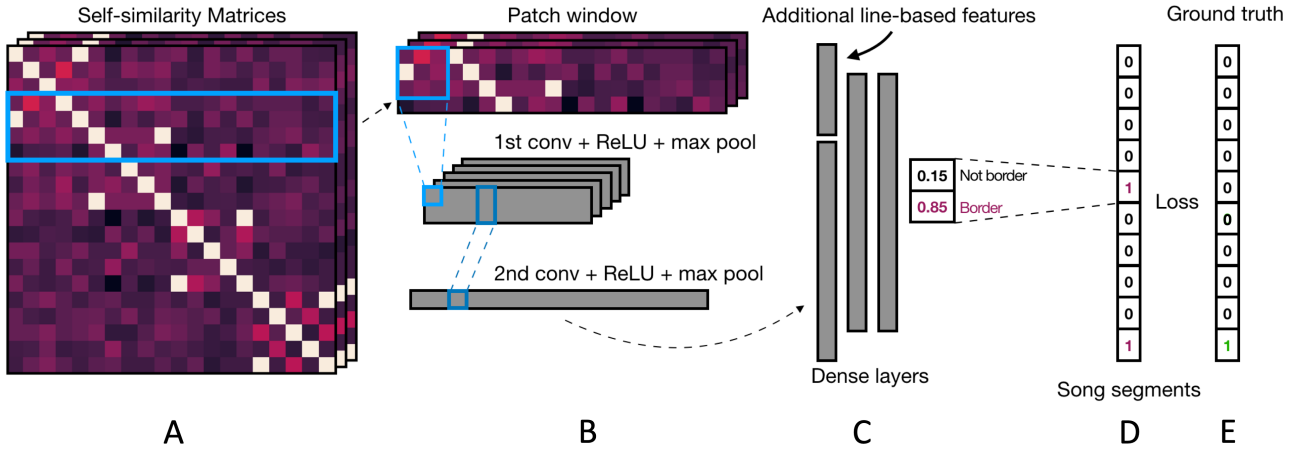 Self-similarity Matrices
Patch window
Additional line-based features
Ground truth
1st conv + ReLU + max pool
2nd conv + ReLU + max pool
0.15 Not border
0.85 Border
Dense layers
0
0
0
0
1
0
0
0
0
1
Song segments
Loss
0
0
0
0
0
0
0
0
0
1
A
B
C
D
E